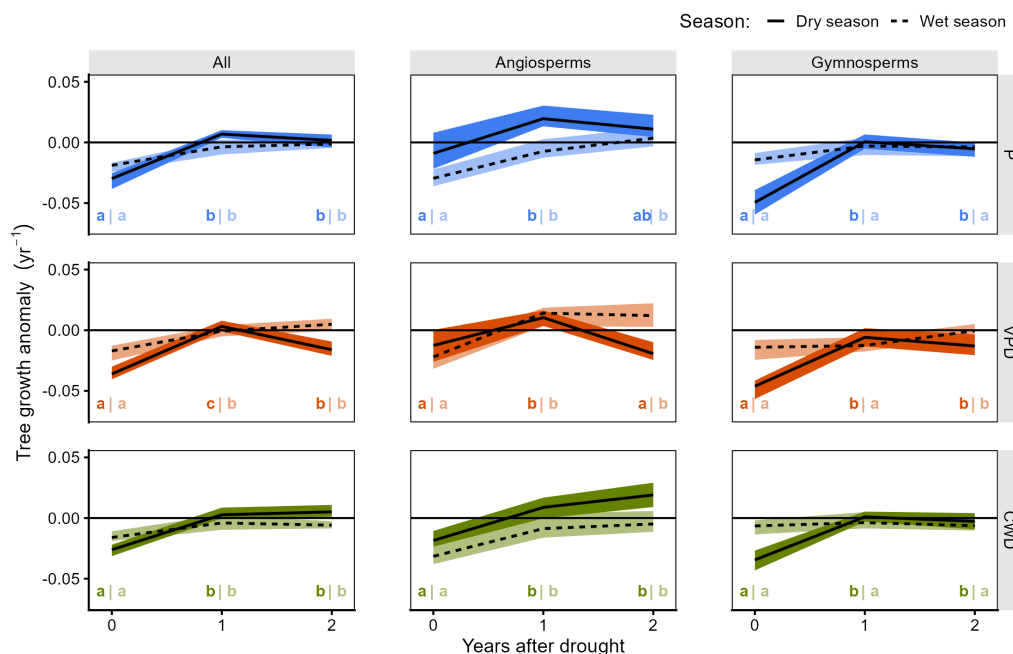 Season: Dry season Wet season
All Angiosperms Gymnosperms
0.05
0.00
-0.05
a | a b | b b | b
a | a b | b ab | b
a | a b | a b | a
P
0.05
0.00
-0.05
a | a c | b b | b
a | a b | b a | b
a | a b | a b | b
VPD
0.05
0.00
-0.05
a | a b | b b | b
a | a b | b b | b
a | a b | a b | a
CWD
Tree growth anomaly (yr⁻¹)
0 1 2 0 1 2 0 1 2
Years after drought